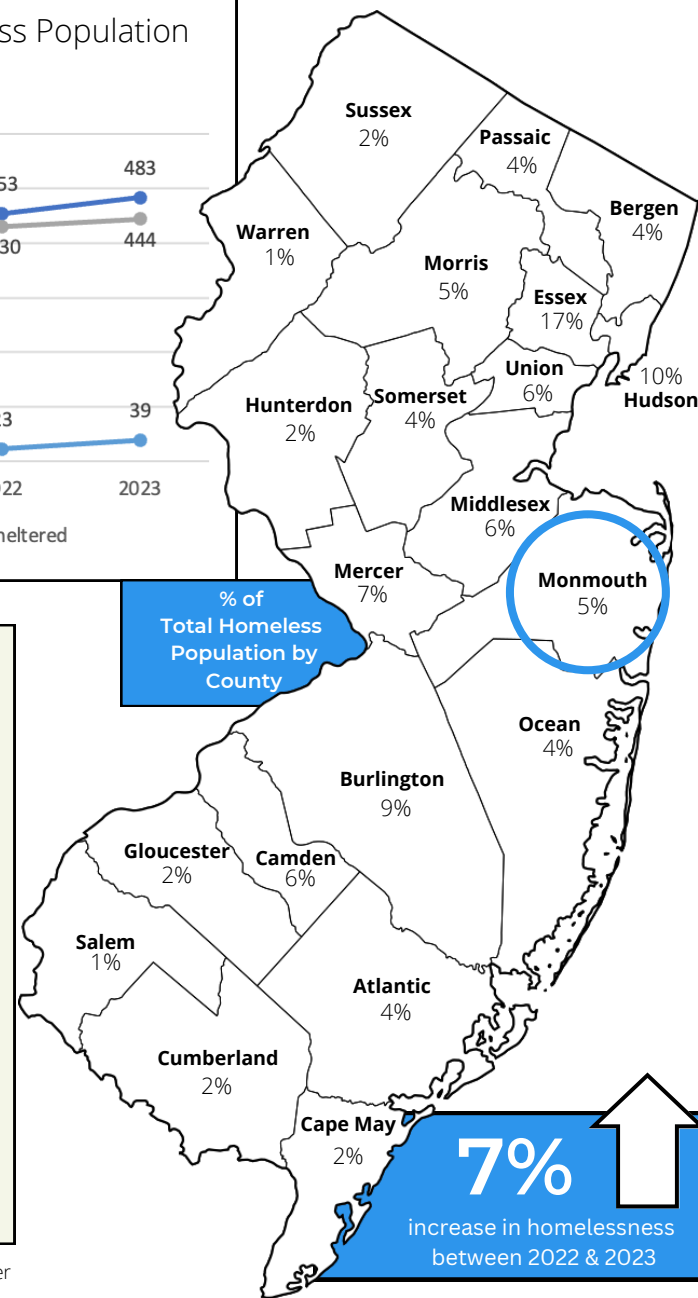 ss Population
53
483
30
444
23
39
022
2023
heltered
Sussex
2%
Passaic
4%
Bergen
4%
Warren
1%
Morris
5%
Essex
17%
Union
6%
10%
Hudson
Hunterdon
2%
Somerset
4%
Middlesex
6%
Mercer
7%
Monmouth
5%
% of
Total Homeless
Population by
County
Ocean
4%
Burlington
9%
Gloucester
2%
Camden
6%
Salem
1%
Atlantic
4%
Cumberland
2%
Cape May
2%
7%
increase in homelessness
between 2022 & 2023
er